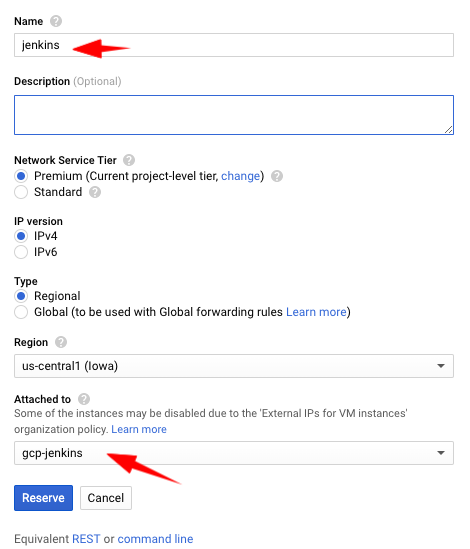 Name ?
jenkins
Description (Optional)
Network Service Tier ?
Premium (Current project-level tier, change) ?
Standard ?
IP version
IPv4
IPv6
Type
Regional
Global (to be used with Global forwarding rules Learn more)
Region ?
us-central1 (Iowa)
Attached to ?
Some of the instances may be disabled due to the 'External IPs for VM instances'
organization policy. Learn more
gcp-jenkins
Reserve Cancel
Equivalent REST or command line